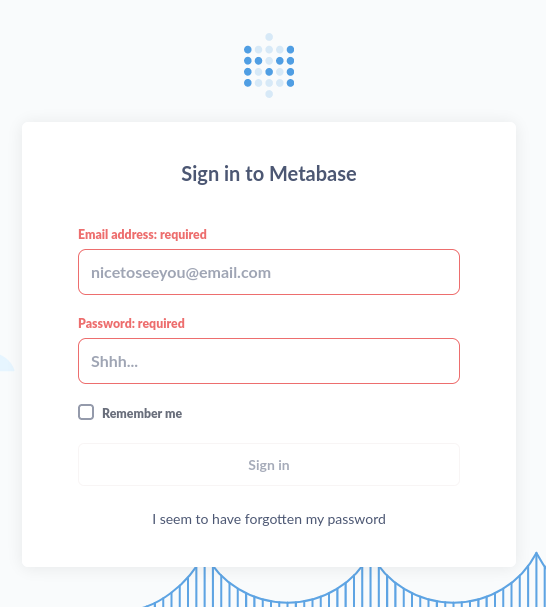 Sign in to Metabase
Email address: required
nicetoseeyou@email.com
Password: required
Shhh...
Remember me
Sign in
I seem to have forgotten my password